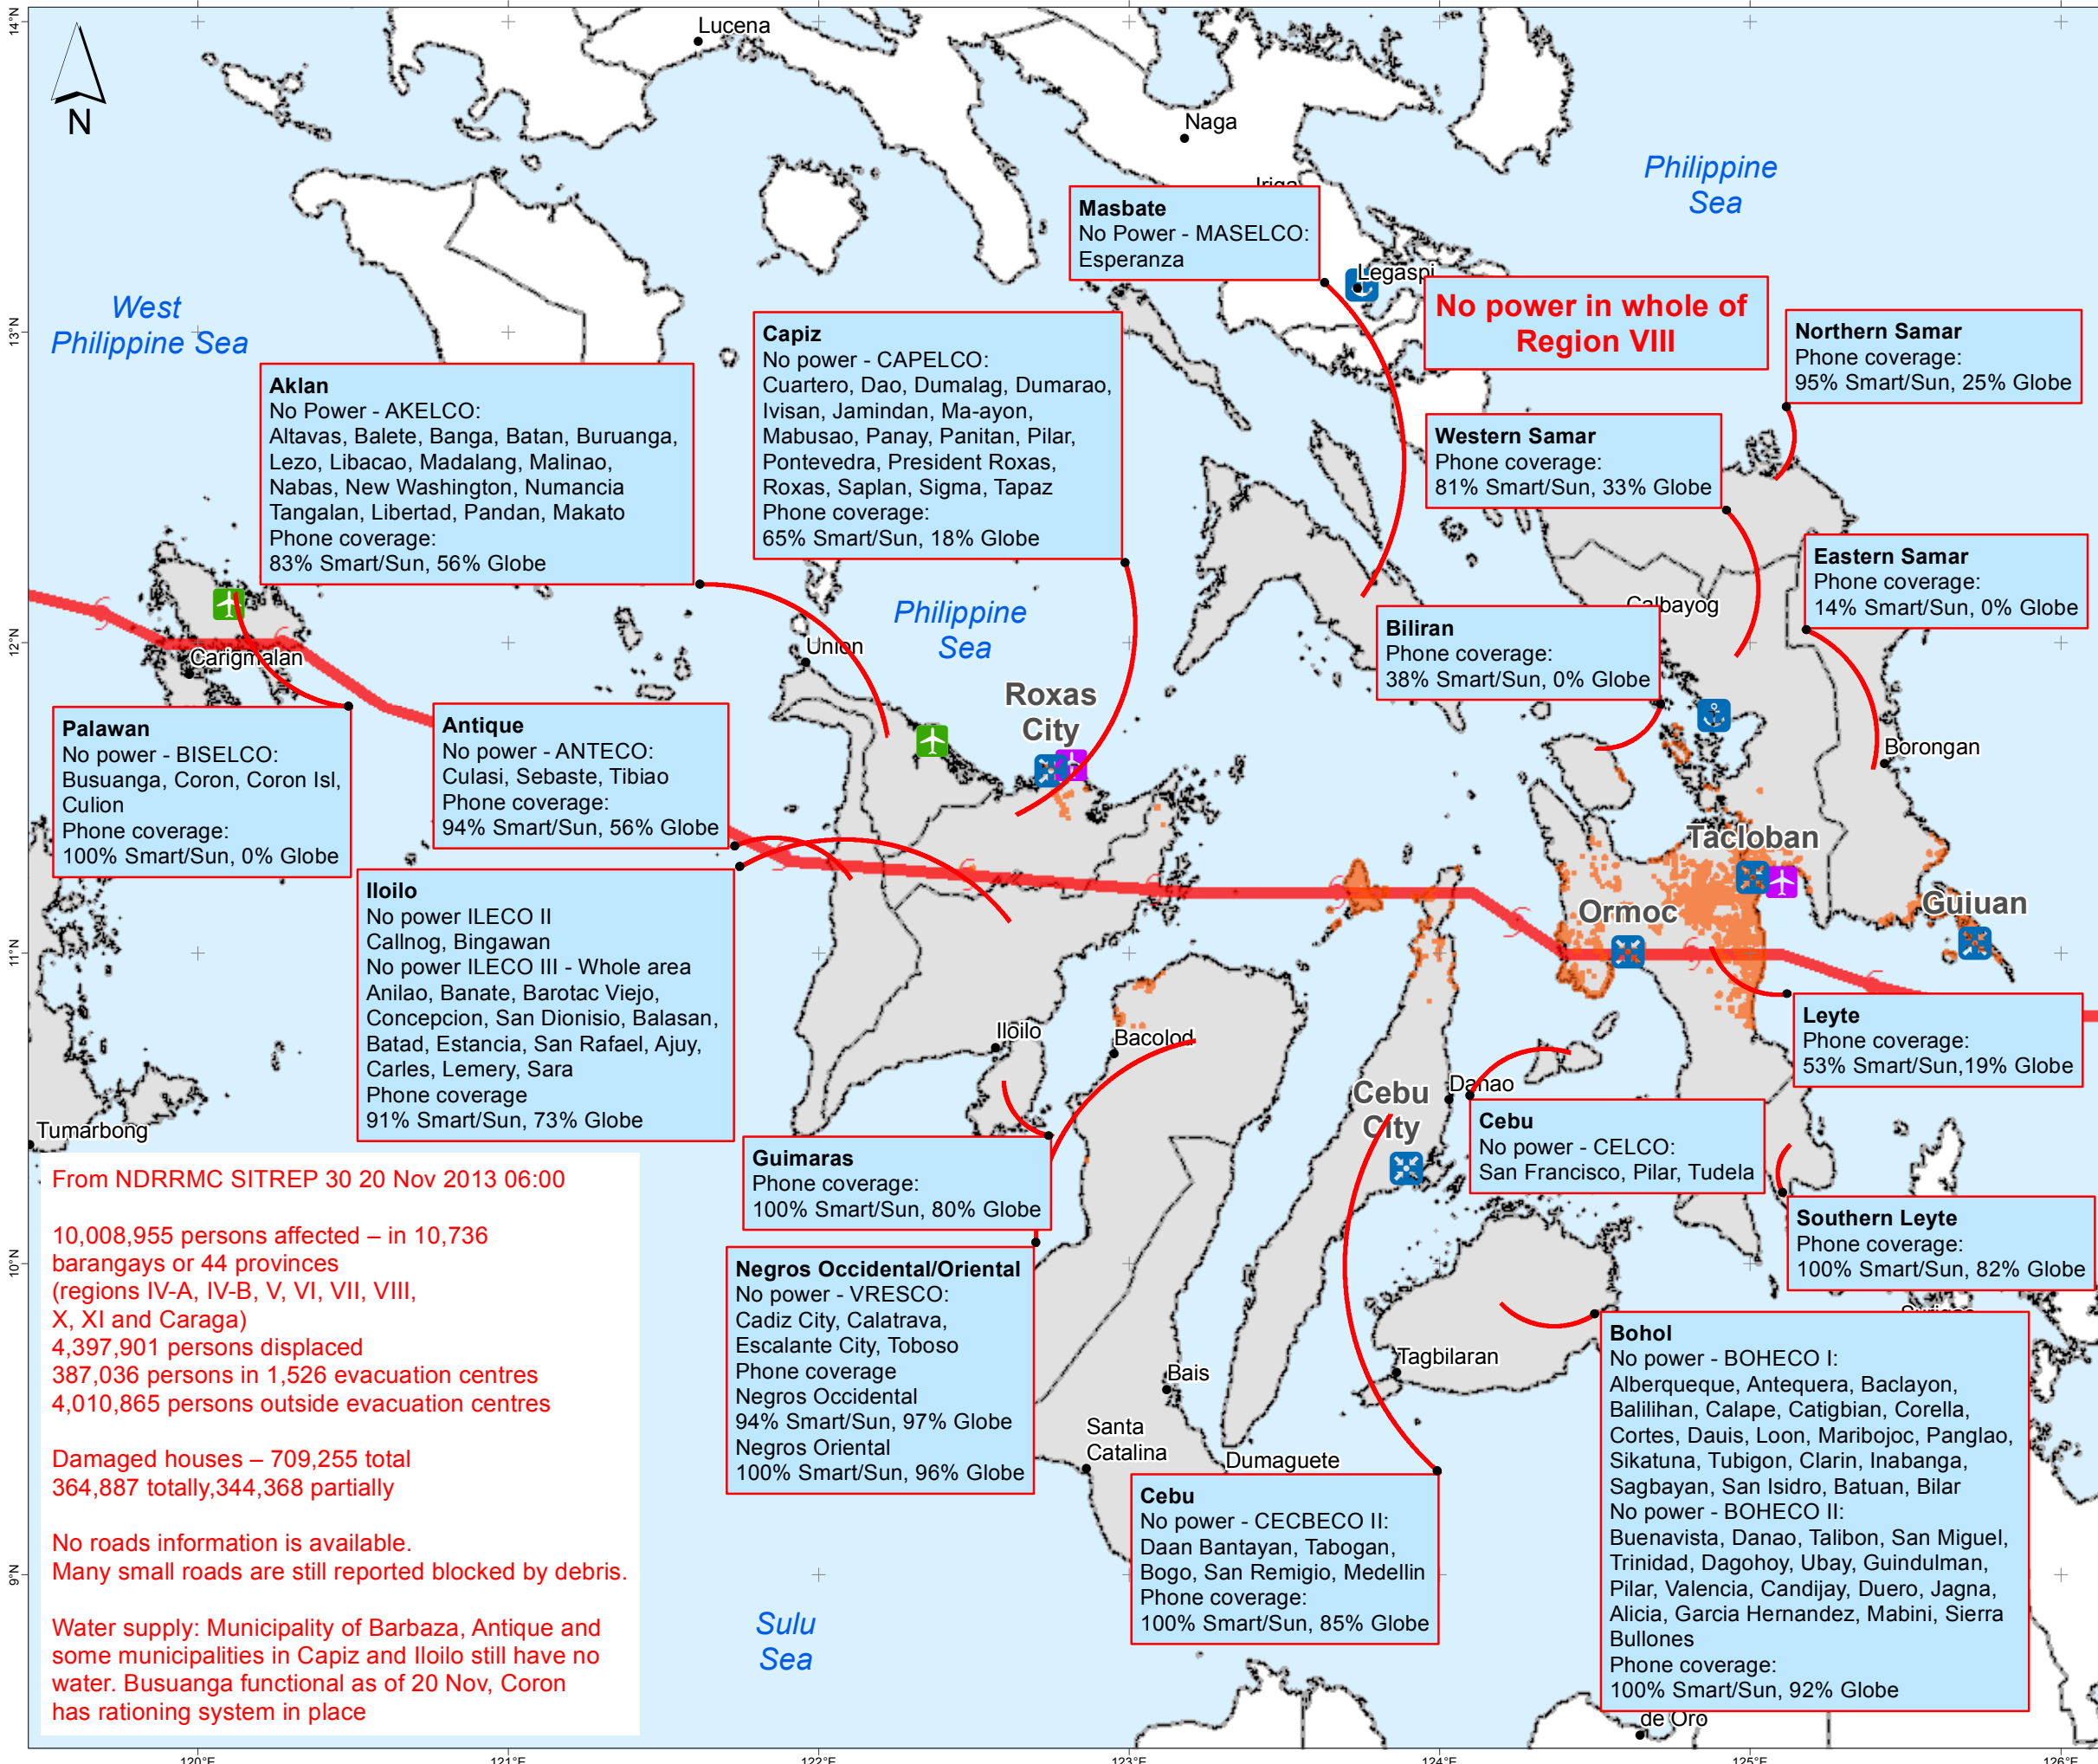 14°N
Lucena
N
Naga
Philippine
Sea
Masbate
No Power - MASELCO:
Esperanza
Legaspi
West
Philippine Sea
13°N
No power in whole of
Region VIII
Northern Samar
Phone coverage:
95% Smart/Sun, 25% Globe
Capiz
No power - CAPELCO:
Cuartero, Dao, Dumalag, Dumarao,
Ivisan, Jamindan, Ma-ayon,
Mabusao, Panay, Panitan, Pilar,
Pontevedra, President Roxas,
Roxas, Saplan, Sigma, Tapaz
Phone coverage:
65% Smart/Sun, 18% Globe
Aklan
No Power - AKELCO:
Altavas, Balete, Banga, Batan, Buruanga,
Lezo, Libacao, Madalang, Malinao,
Nabas, New Washington, Numancia
Tangalan, Libertad, Pandan, Makato
Phone coverage:
83% Smart/Sun, 56% Globe
Western Samar
Phone coverage:
81% Smart/Sun, 33% Globe
Eastern Samar
Phone coverage:
14% Smart/Sun, 0% Globe
Calbayog
Philippine
Sea
12°N
Union
Carigmalan
Biliran
Phone coverage:
38% Smart/Sun, 0% Globe
Roxas
City
Palawan
No power - BISELCO:
Busuanga, Coron, Coron Isl,
Culion
Phone coverage:
100% Smart/Sun, 0% Globe
Antique
No power - ANTECO:
Culasi, Sebaste, Tibiao
Phone coverage:
94% Smart/Sun, 56% Globe
Borongan
Tacloban
Ormoc
Guiuan
Iloilo
No power ILECO II
Callnog, Bingawan
No power ILECO III - Whole area
Anilao, Banate, Barotac Viejo,
Concepcion, San Dionisio, Balasan,
Batad, Estancia, San Rafael, Ajuy,
Carles, Lemery, Sara
Phone coverage
91% Smart/Sun, 73% Globe
11°N
Iloilo
Bacolod
Leyte
Phone coverage:
53% Smart/Sun,19% Globe
Danao
Cebu
City
Cebu
No power - CELCO:
San Francisco, Pilar, Tudela
Tumarbong
Guimaras
Phone coverage:
100% Smart/Sun, 80% Globe
Southern Leyte
Phone coverage:
100% Smart/Sun, 82% Globe
From NDRRMC SITREP 30 20 Nov 2013 06:00
10,008,955 persons affected – in 10,736
barangays or 44 provinces
(regions IV-A, IV-B, V, VI, VII, VIII,
X, XI and Caraga)
4,397,901 persons displaced
387,036 persons in 1,526 evacuation centres
4,010,865 persons outside evacuation centres
Damaged houses – 709,255 total
364,887 totally,344,368 partially
No roads information is available.
Many small roads are still reported blocked by debris.
Water supply: Municipality of Barbaza, Antique and
some municipalities in Capiz and Iloilo still have no
water. Busuanga functional as of 20 Nov, Coron
has rationing system in place
10°N
Negros Occidental/Oriental
No power - VRESCO:
Cadiz City, Calatrava,
Escalante City, Toboso
Phone coverage
Negros Occidental
94% Smart/Sun, 97% Globe
Negros Oriental
100% Smart/Sun, 96% Globe
Tagbilaran
Bais
Santa
Catalina
Dumaguete
Bohol
No power - BOHECO I:
Alberqueque, Antequera, Baclayon,
Balilihan, Calape, Catigbian, Corella,
Cortes, Dauis, Loon, Maribojoc, Panglao,
Sikatuna, Tubigon, Clarin, Inabanga,
Sagbayan, San Isidro, Batuan, Bilar
No power - BOHECO II:
Buenavista, Danao, Talibon, San Miguel,
Trinidad, Dagohoy, Ubay, Guindulman,
Pilar, Valencia, Candijay, Duero, Jagna,
Alicia, Garcia Hernandez, Mabini, Sierra
Bullones
Phone coverage:
100% Smart/Sun, 92% Globe
Cebu
No power - CECBECO II:
Daan Bantayan, Tabogan,
Bogo, San Remigio, Medellin
Phone coverage:
100% Smart/Sun, 85% Globe
9°N
Sulu
Sea
de Oro
120°E
121°E
122°E
123°E
124°E
125°E
126°E